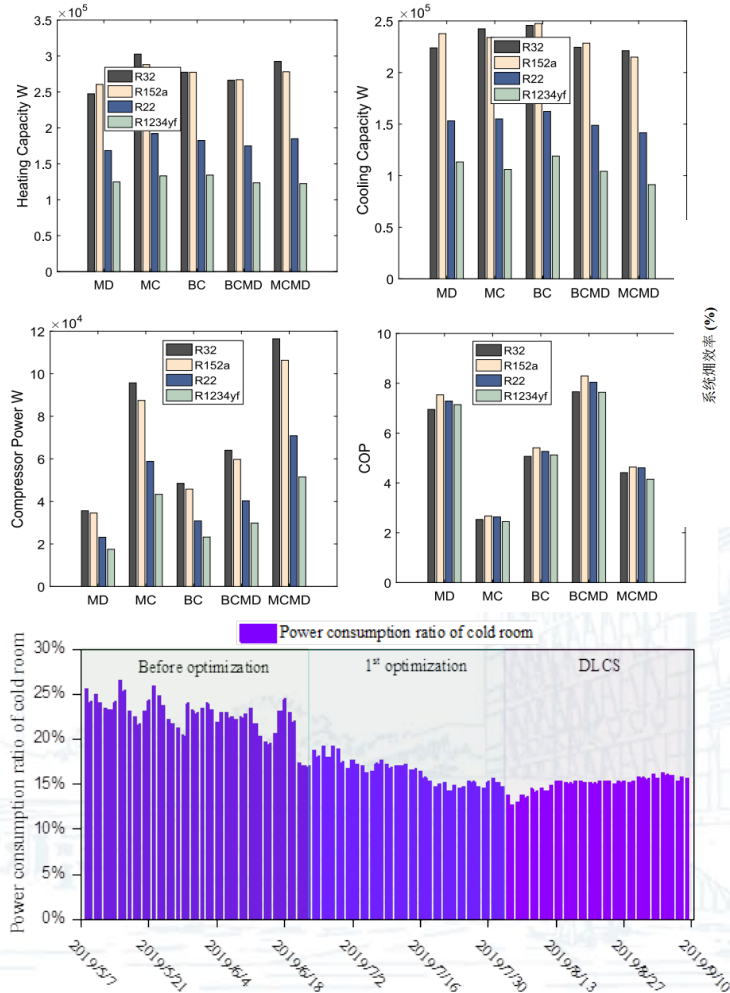 ×10⁵
3.5
3
2.5
2
1.5
1
0.5
0
Heating Capacity W
R32
R152a
R22
R1234yf
MD MC BC BCMD MCMD
×10⁵
2.5
2
1.5
1
0.5
0
Cooling Capacity W
R32
R152a
R22
R1234yf
MD MC BC BCMD MCMD
系统㶲效率 (%)
×10⁴
12
10
8
6
4
2
0
Compressor Power W
R32
R152a
R22
R1234yf
MD MC BC BCMD MCMD
10
8
6
4
2
0
COP
R32
R152a
R22
R1234yf
MD MC BC BCMD MCMD
Power consumption ratio of cold room
Before optimization 1st optimization DLCS
30%
25%
20%
15%
10%
5%
0%
Power consumption ratio of cold room
2019/5/7 2019/5/21 2019/6/4 2019/6/18 2019/7/2 2019/7/16 2019/7/30 2019/8/13 2019/8/27 2019/9/10